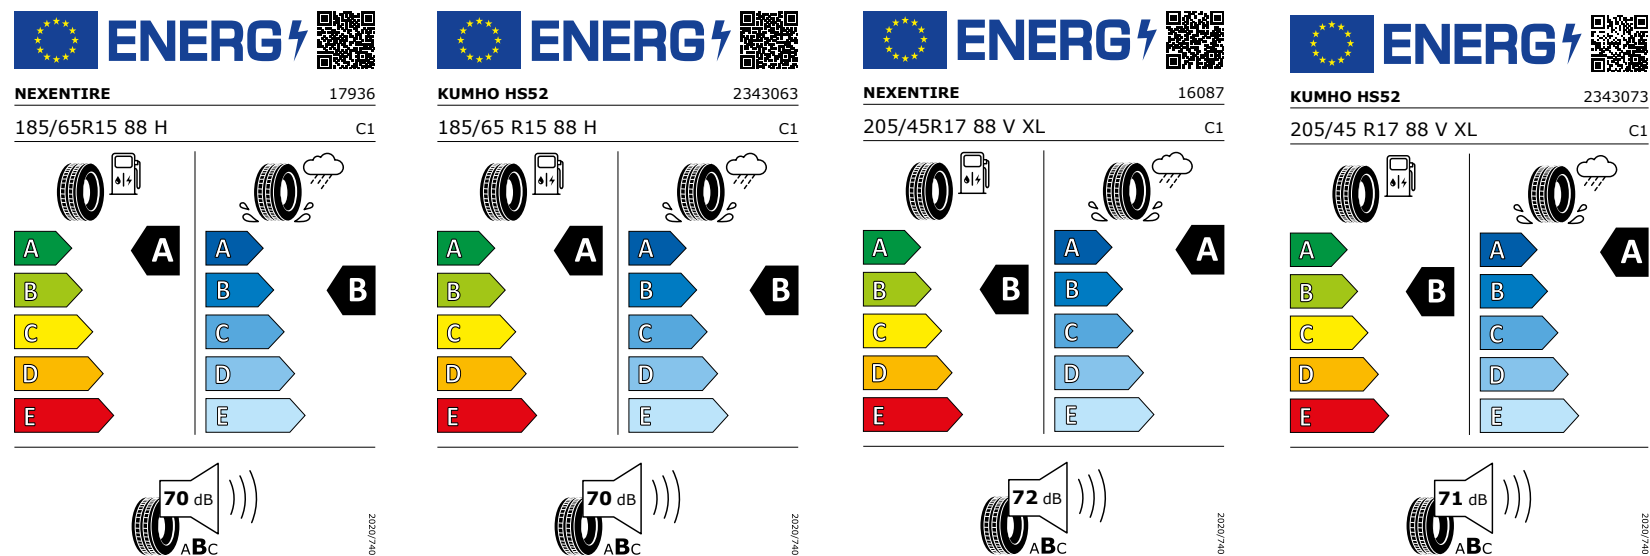 ENERG
NEXENTIRE 17936
185/65R15 88 H C1
A
B
C
D
E
A
A
B
C
D
E
B
70 dB
ABC
2020/740
ENERG
KUMHO HS52 2343063
185/65 R15 88 H C1
A
B
C
D
E
A
A
B
C
D
E
B
70 dB
ABC
2020/740
ENERG
NEXENTIRE 16087
205/45R17 88 V XL C1
A
B
C
D
E
B
A
B
C
D
E
A
72 dB
ABC
2020/740
ENERG
KUMHO HS52 2343073
205/45 R17 88 V XL C1
A
B
C
D
E
B
A
B
C
D
E
A
71 dB
ABC
2020/740